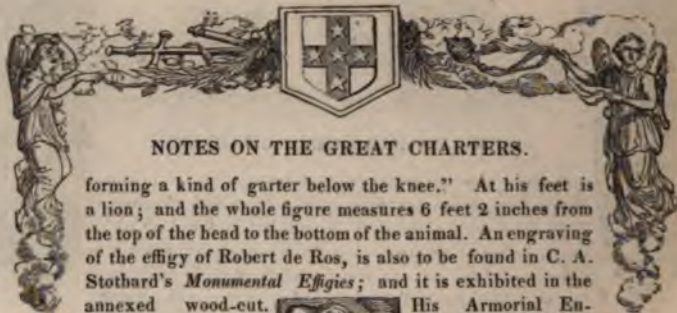 NOTES ON THE GREAT CHARTERS.
forming a kind of garter below the knee." At his feet is
a lion; and the whole figure measures 6 feet 2 inches from
the top of the head to the bottom of the animal. An engraving
of the effigy of Robert de Ros, is also to be found in C. A.
Stothard's Monumental Effigies; and it is exhibited in the
annexed wood-cut. His Armorial En-